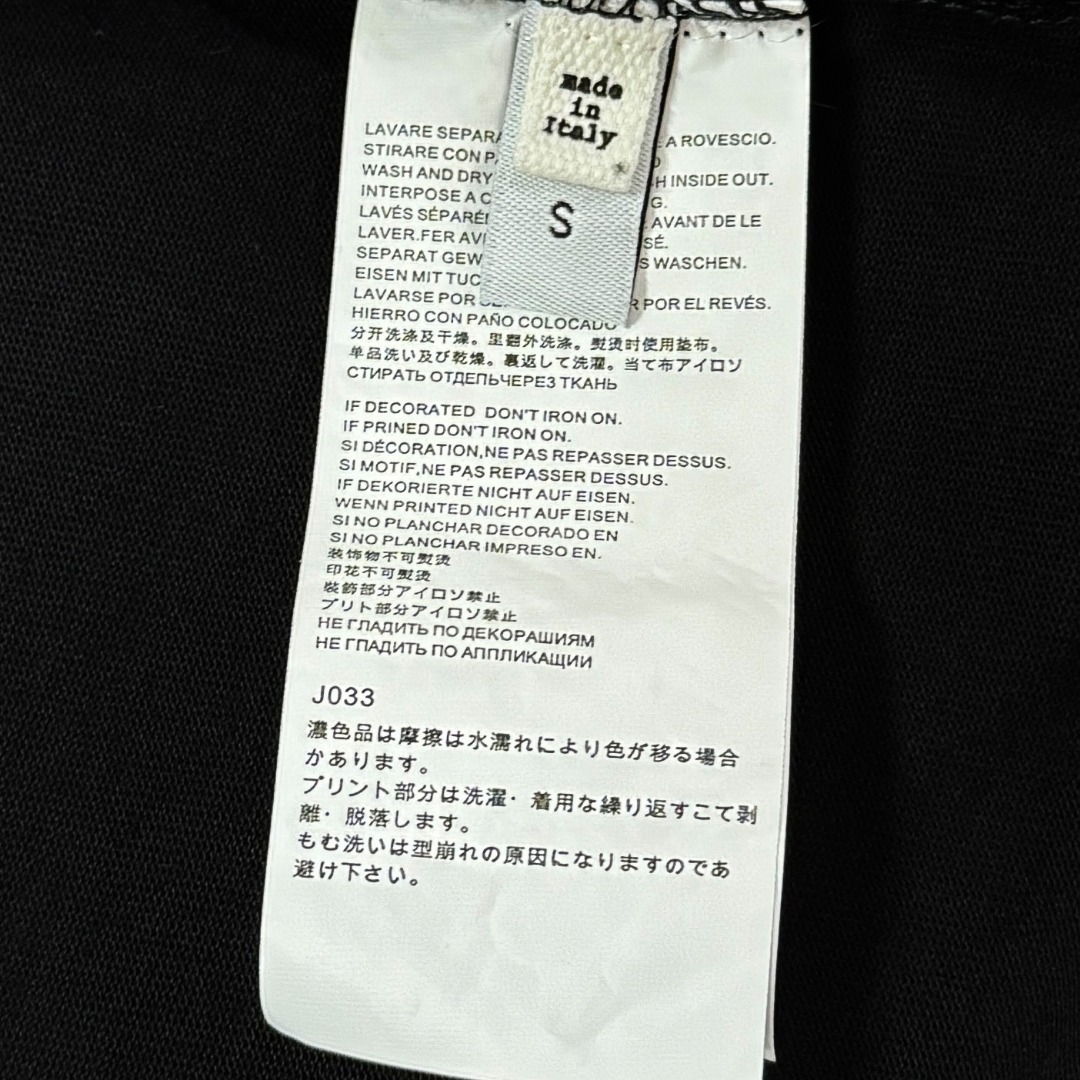 made
in
Italy
S
LAVARE A ROVESCIO.
STIRARE CON
WASH AND DRY INSIDE OUT.
INTERPOSE A
LAVÉS AVANT DE LE
LAVER.FER
SEPARAT WASCHEN.
EISEN MIT
LAVARSE POR POR EL REVÉS.
HIERRO CON PAÑO COLOCADO
分开洗涤及干燥。里翻外洗涤。熨烫时使用垫布。
单品洗い及び乾燥。裏返して洗濯。当て布アイロソ
СТИРАТЬ ОТДЕПЬЧЕРЕЗ ТКАНЬ
IF DECORATED DON'T IRON ON.
IF PRINED DON'T IRON ON.
SI DÉCORATION,NE PAS REPASSER DESSUS.
SI MOTIF,NE PAS REPASSER DESSUS.
IF DEKORIERTE NICHT AUF EISEN.
WENN PRINTED NICHT AUF EISEN.
SI NO PLANCHAR DECORADO EN
SI NO PLANCHAR IMPRESO EN.
装饰物不可熨烫
印花不可熨烫
装飾部分アイロソ禁止
プリト部分アイロソ禁止
НЕ ГЛАДИТЬ ПО ДЕКОРАШИЯМ
НЕ ГПАДИТЬ ПО АППЛИКАЩИИ
J033
濃色品は摩擦は水濡れにより色が移る場合
かあります。
プリント部分は洗濯・着用な繰り返すこて剥
離・脱落します。
もむ洗いは型崩れの原因になりますのであ
避け下さい。